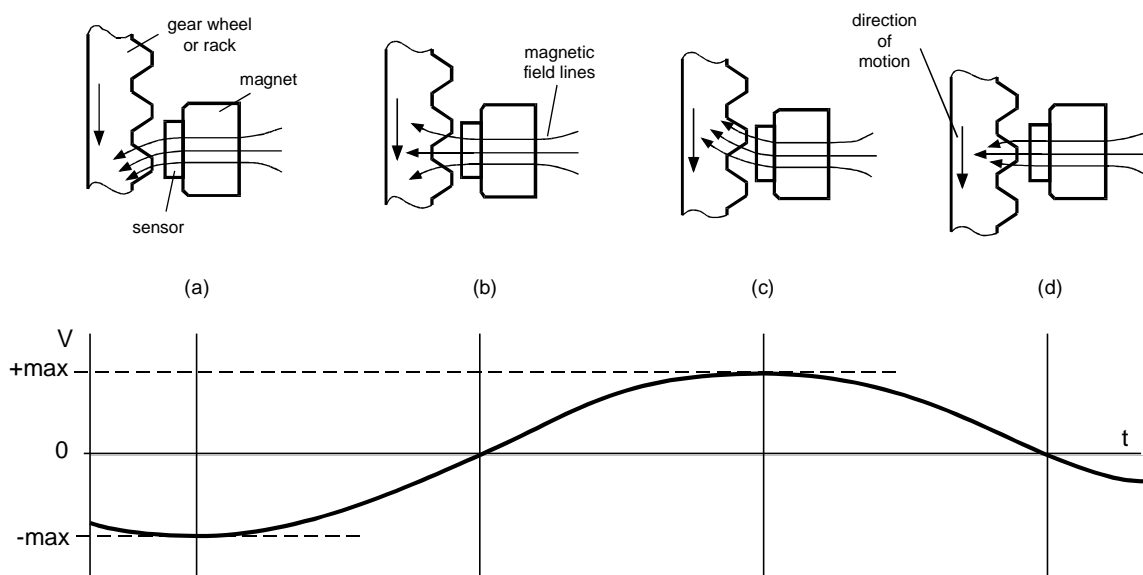 gear wheel
or rack
magnet
sensor
magnetic
field lines
direction
of
motion
(a)
(b)
(c)
(d)
V
+max
0
t
-max